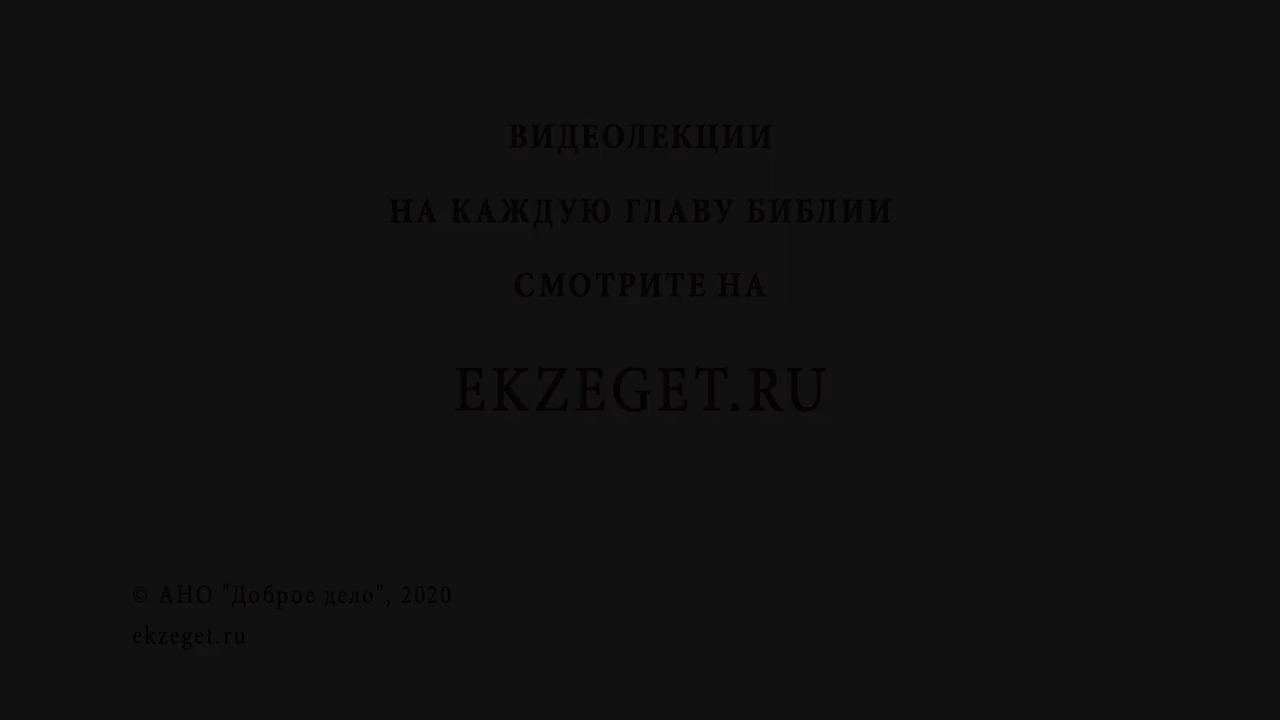 ВИДЕОЛЕКЦИИ
НА КАЖДУЮ ГЛАВУ БИБЛИИ
СМОТРИТЕ НА
EKZEGET.RU
© АНО "Доброе дело", 2020
ekzeget.ru